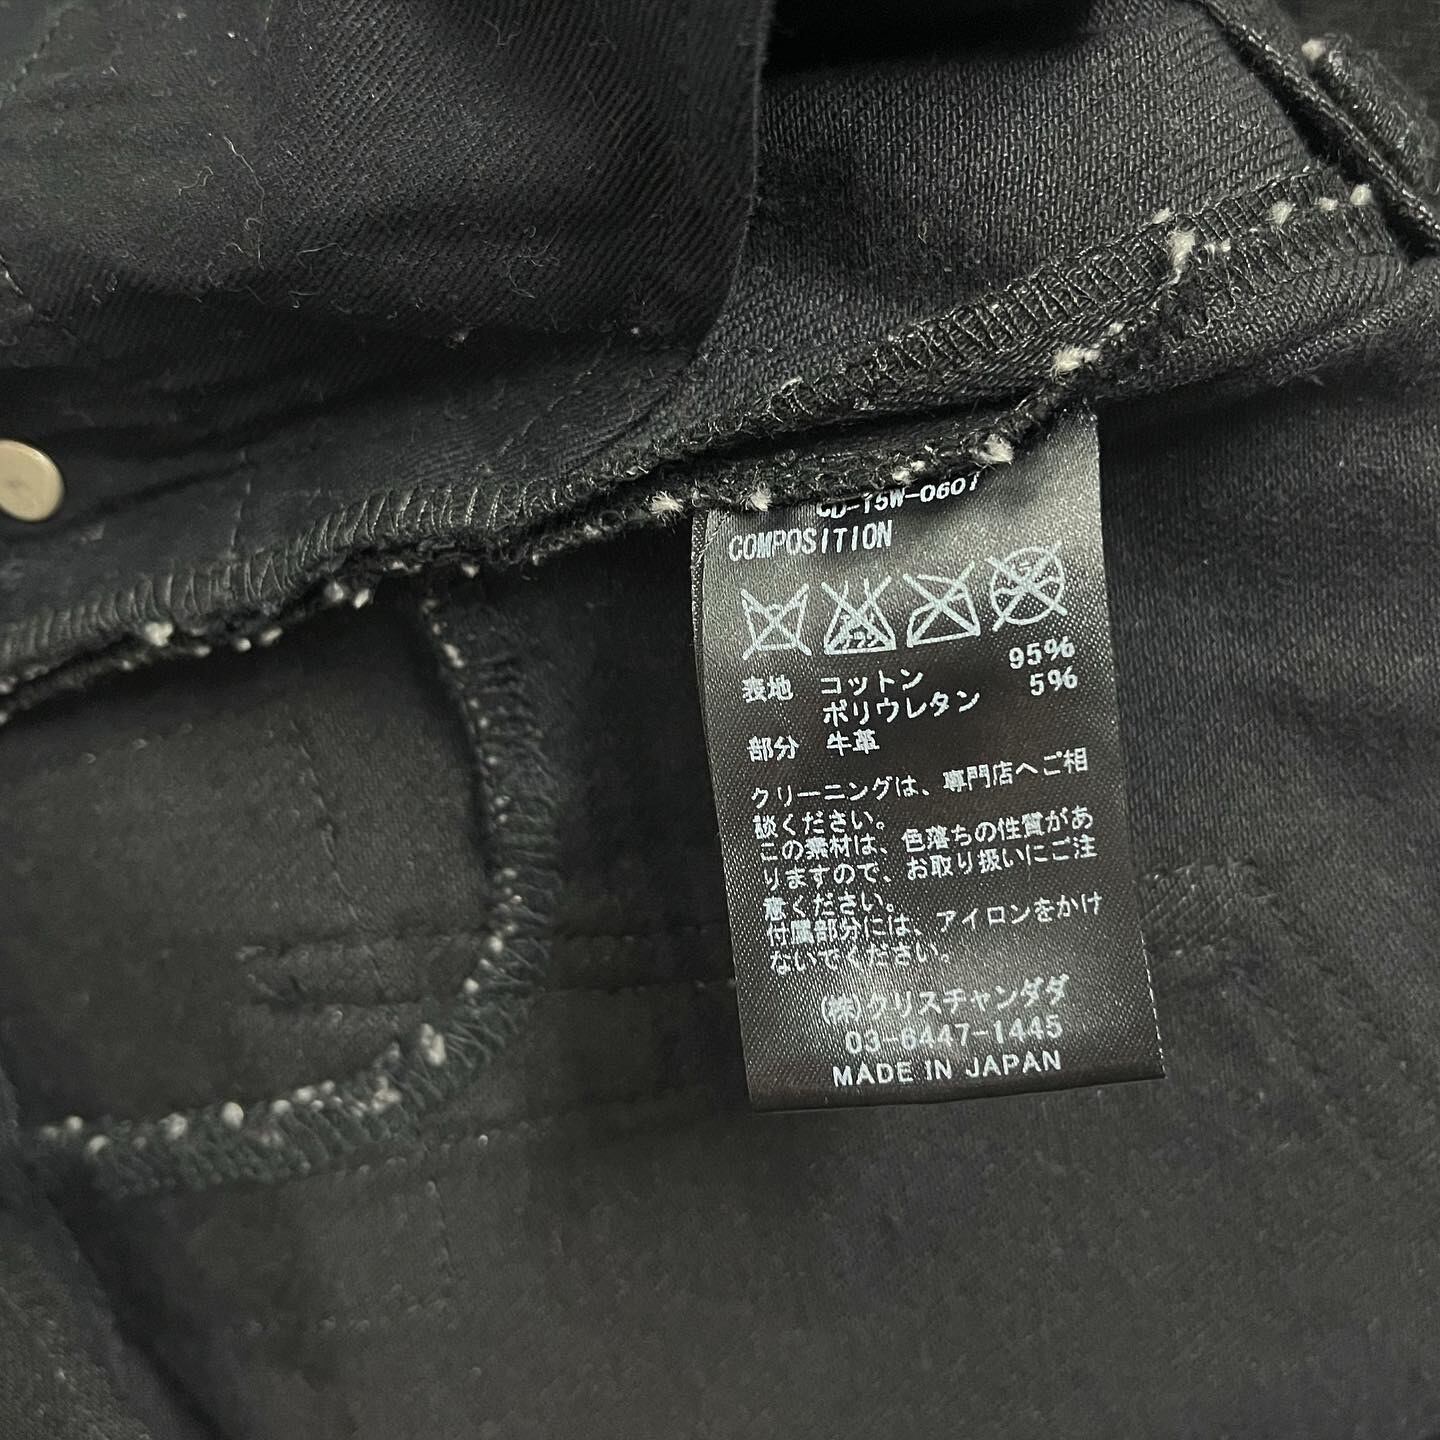 CD-15W-0607
COMPOSITION
表地 コットン 95%
ポリウレタン 5%
部分 牛革
クリーニングは、専門店へご相
談ください。
この素材は、色落ちの性質があ
りますので、お取り扱いにご注
意ください。
付属部分には、アイロンをかけ
ないでください。
(株)クリスチャンダダ
03-6447-1445
MADE IN JAPAN